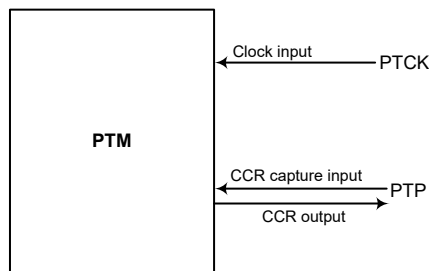 Clock input
PTCK
PTM
CCR capture input
PTP
CCR output